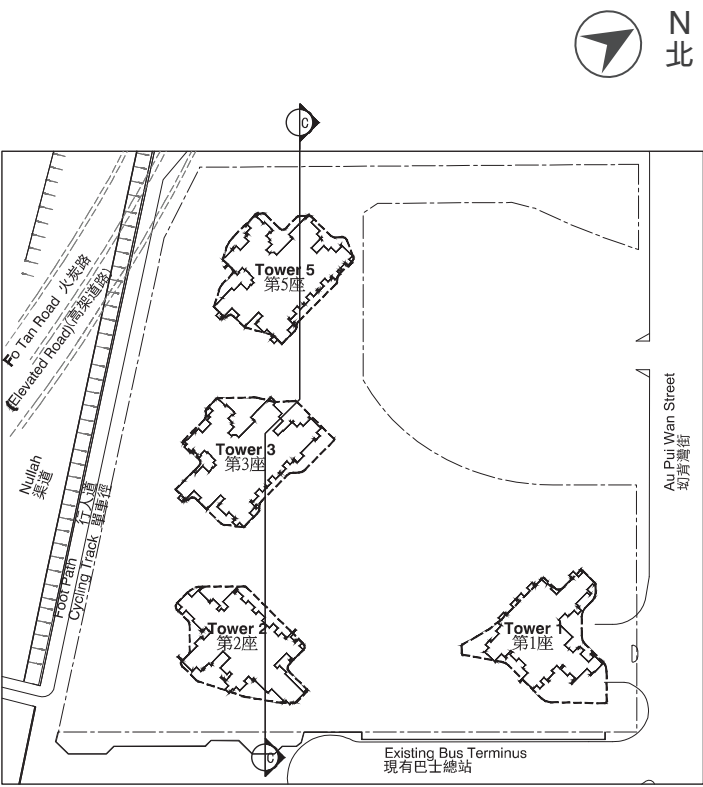 N
北
C
Fo Tan Road 火炭路
(Elevated Road)(高架道路)
Tower 5
第5座
Tower 3
第3座
Au Pui Wan Street
坳背灣街
Nullah
渠道
Foot Path 行人道
Cycling Track 單車徑
Tower 2
第2座
Tower 1
第1座
C
Existing Bus Terminus
現有巴士總站